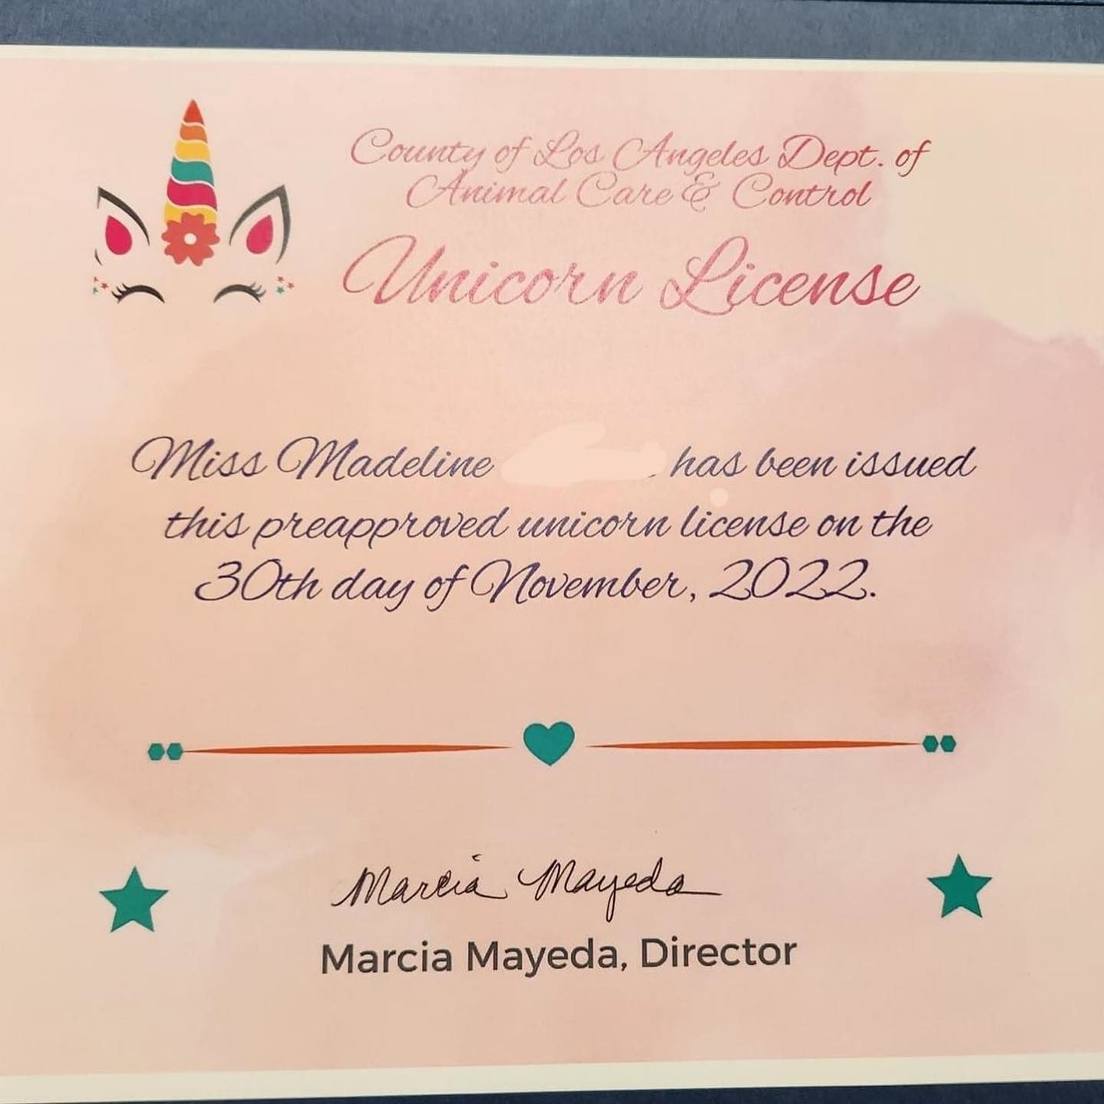 County of Los Angeles Dept. of
Animal Care & Control
Unicorn License
Miss Madeline has been issued
this preapproved unicorn license on the
30th day of November, 2022.
Marcia Mayeda
Marcia Mayeda, Director